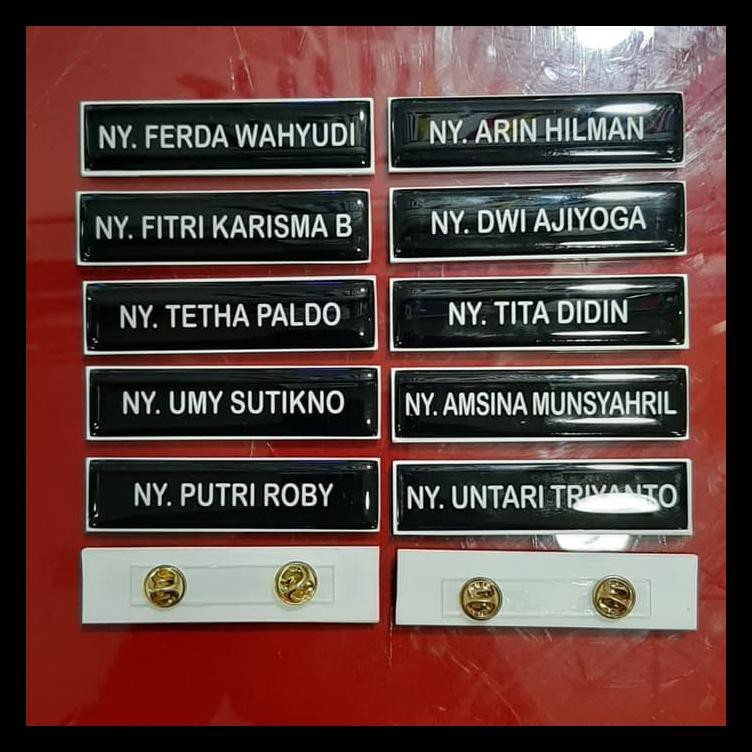 NY. FERDA WAHYUDI
NY. ARIN HILMAN
NY. FITRI KARISMA B
NY. DWI AJIYOGA
NY. TETHA PALDO
NY. TITA DIDIN
NY. UMY SUTIKNO
NY. AMSINA MUNSYAHRIL
NY. PUTRI ROBY
NY. UNTARI TRIYANTO